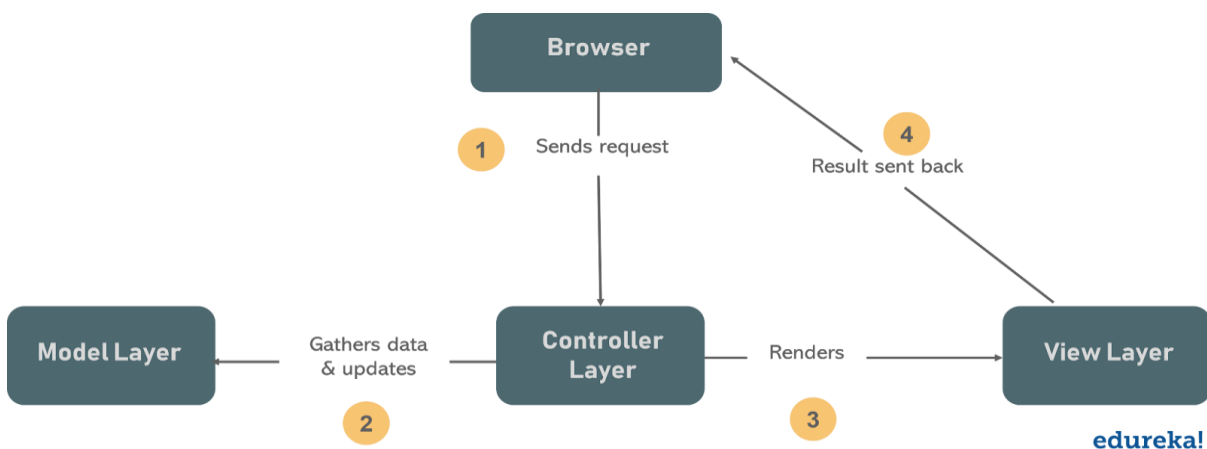 Browser
1
Sends request
4
Result sent back
Model Layer
Gathers data
& updates
2
Controller
Layer
Renders
3
View Layer
edureka!